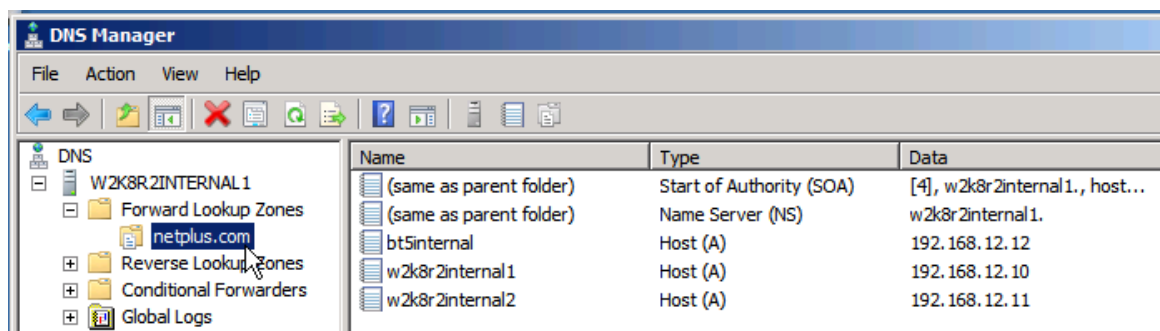 DNS Manager
File Action View Help
DNS
W2K8R2INTERNAL1
Forward Lookup Zones
netplus.com
Reverse Lookup Zones
Conditional Forwarders
Global Logs
Name Type Data
(same as parent folder) Start of Authority (SOA) [4], w2k8r2internal1., host...
(same as parent folder) Name Server (NS) w2k8r2internal1.
bt5internal Host (A) 192.168.12.12
w2k8r2internal1 Host (A) 192.168.12.10
w2k8r2internal2 Host (A) 192.168.12.11